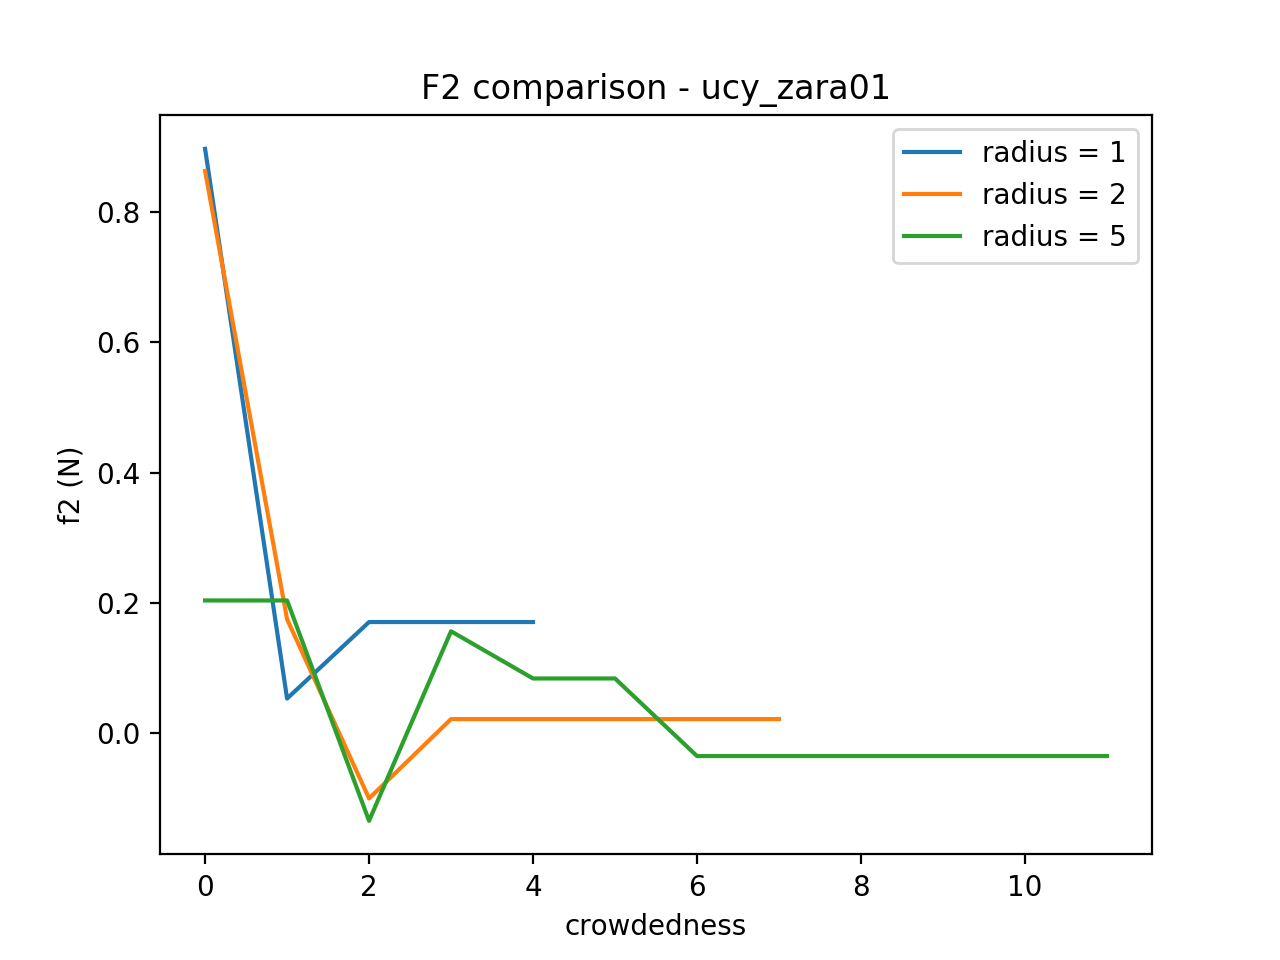 F2 comparison - ucy_zara01
radius = 1
radius = 2
radius = 5
0.8
0.6
0.4
0.2
0.0
f2 (N)
0 2 4 6 8 10
crowdedness